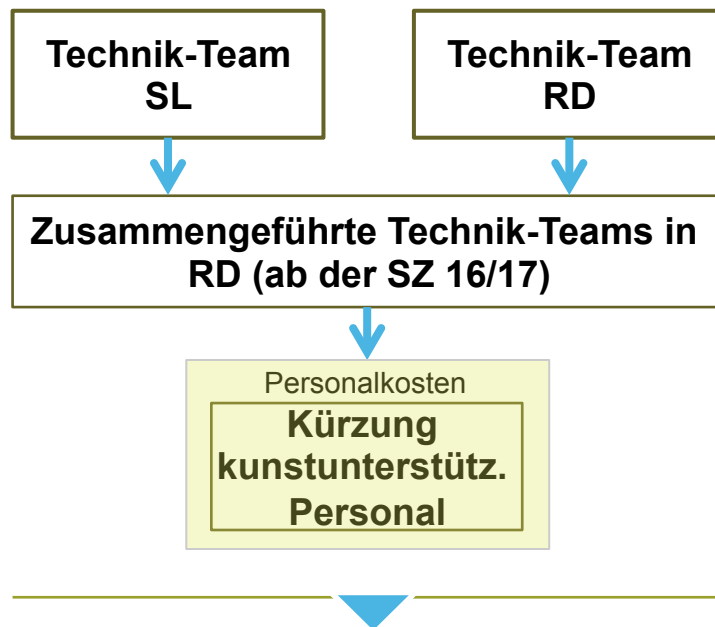 Technik-Team
SL
Technik-Team
RD
Zusammengeführte Technik-Teams in
RD (ab der SZ 16/17)
Personalkosten
Kürzung
kunstunterstütz.
Personal